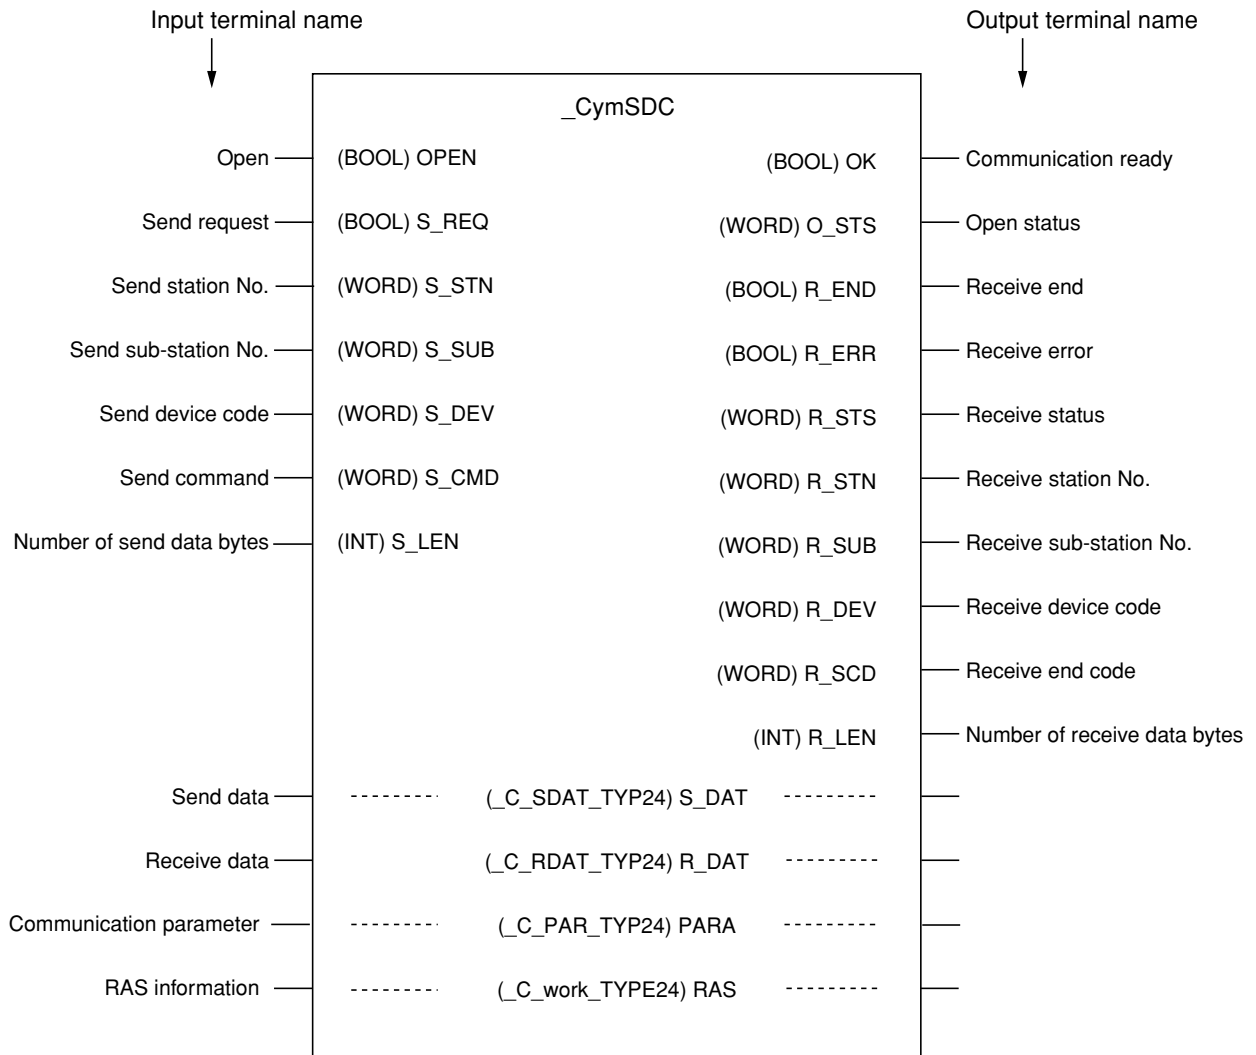 Input terminal name
Output terminal name
_CymSDC
Open (BOOL) OPEN (BOOL) OK Communication ready
Send request (BOOL) S_REQ (WORD) O_STS Open status
Send station No. (WORD) S_STN (BOOL) R_END Receive end
Send sub-station No. (WORD) S_SUB (BOOL) R_ERR Receive error
Send device code (WORD) S_DEV (WORD) R_STS Receive status
Send command (WORD) S_CMD (WORD) R_STN Receive station No.
Number of send data bytes (INT) S_LEN (WORD) R_SUB Receive sub-station No.
(WORD) R_DEV Receive device code
(WORD) R_SCD Receive end code
(INT) R_LEN Number of receive data bytes
Send data (_C_SDAT_TYP24) S_DAT
Receive data (_C_RDAT_TYP24) R_DAT
Communication parameter (_C_PAR_TYP24) PARA
RAS information (_C_work_TYPE24) RAS